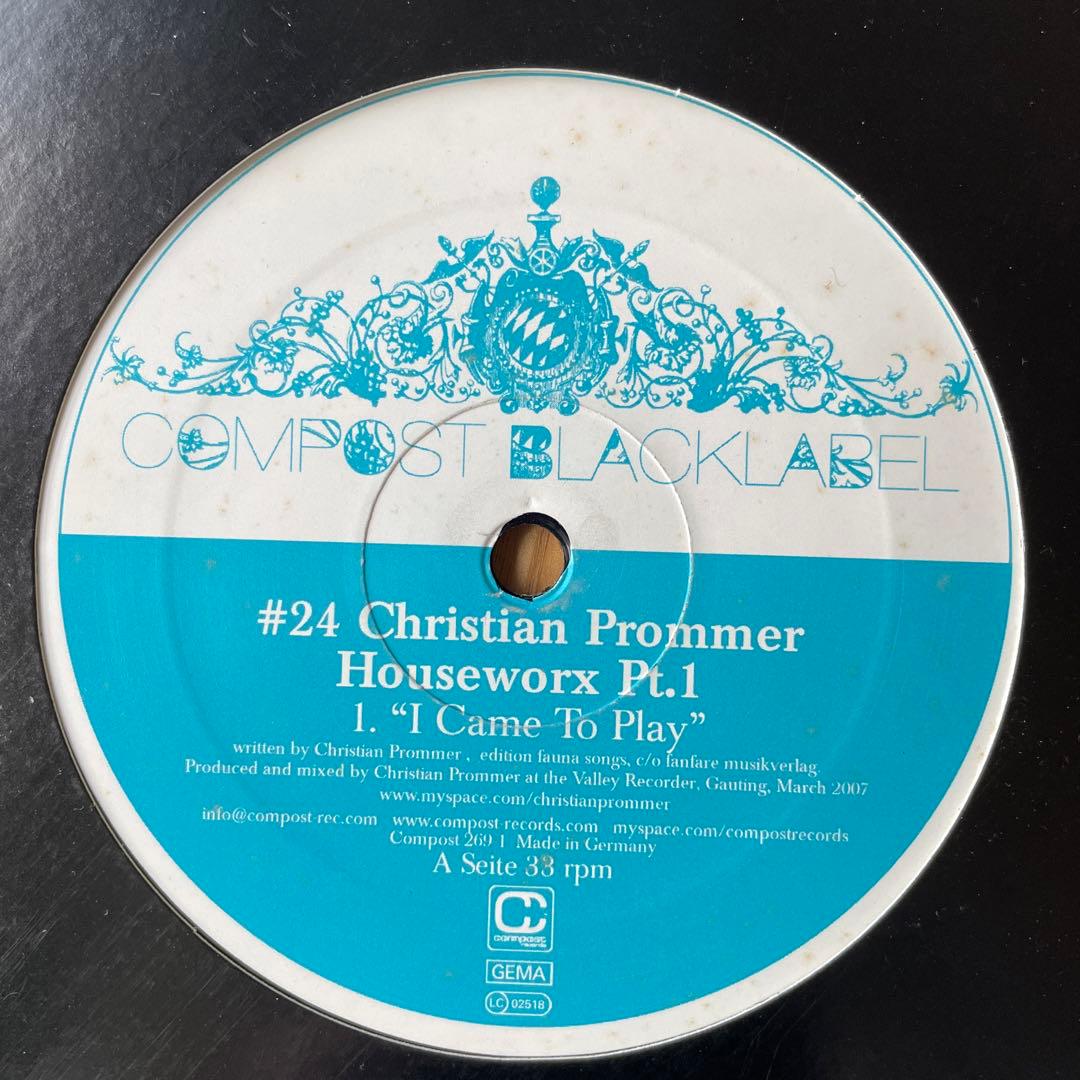 COMPOST BLACKLABEL
#24 Christian Prommer
Houseworx Pt.1
1. “I Came To Play”
written by Christian Prommer , edition fauna songs, c/o fanfare musikverlag.
Produced and mixed by Christian Prommer at the Valley Recorder, Gauting, March 2007
www.myspace.com/christianprommer
info@compost-rec.com www.compost-records.com myspace.com/compostrecords
Compost 269-1 Made in Germany
A Seite 33 rpm
compost
records
GEMA
LC 02518